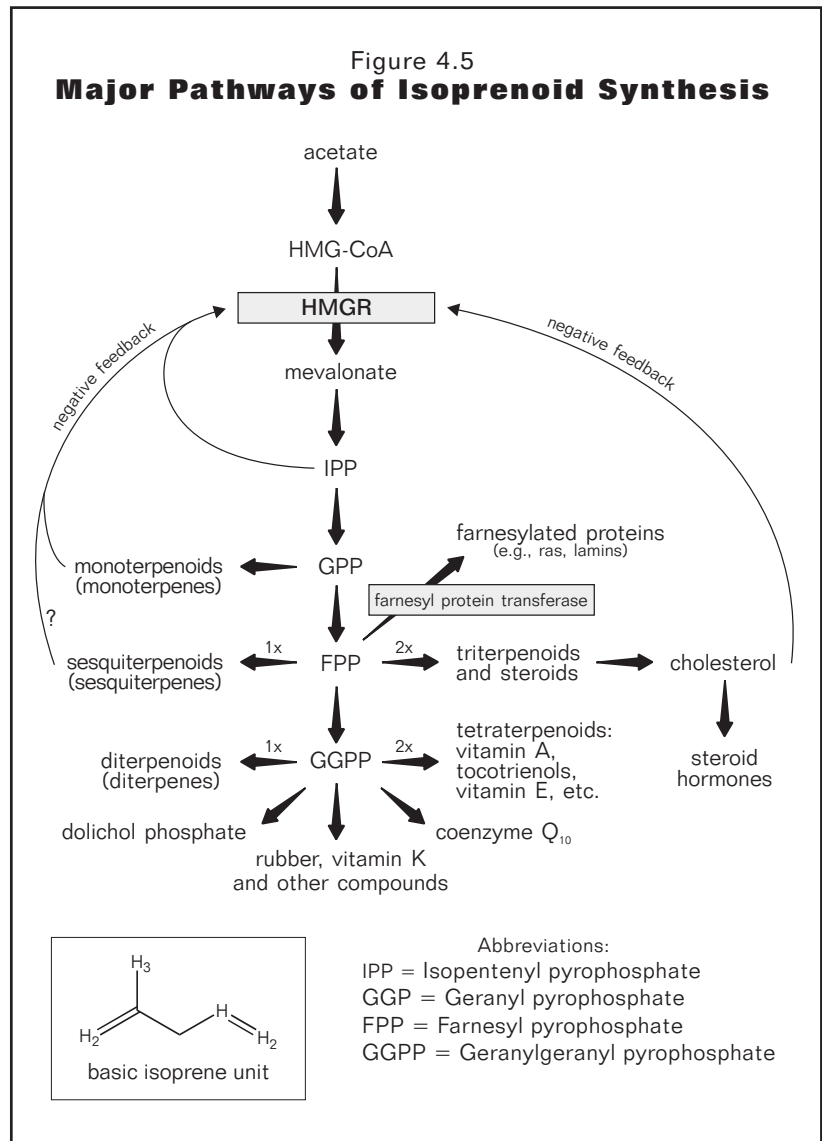 Figure 4.5
Major Pathways of Isoprenoid Synthesis
acetate
HMG-CoA
HMGR
negative feedback
negative feedback
mevalonate
IPP
farnesylated proteins
(e.g., ras, lamins)
monoterpenoids
(monoterpenes)
GPP
farnesyl protein transferase
?
sesquiterpenoids
(sesquiterpenes)
1x
FPP
2x
triterpenoids
and steroids
cholesterol
steroid
hormones
diterpenoids
(diterpenes)
1x
GGPP
2x
tetraterpenoids:
vitamin A,
tocotrienols,
vitamin E, etc.
dolichol phosphate
rubber, vitamin K
and other compounds
coenzyme Q₁₀
H₃
H₂
H
H₂
basic isoprene unit
Abbreviations:
IPP = Isopentenyl pyrophosphate
GGP = Geranyl pyrophosphate
FPP = Farnesyl pyrophosphate
GGPP = Geranylgeranyl pyrophosphate